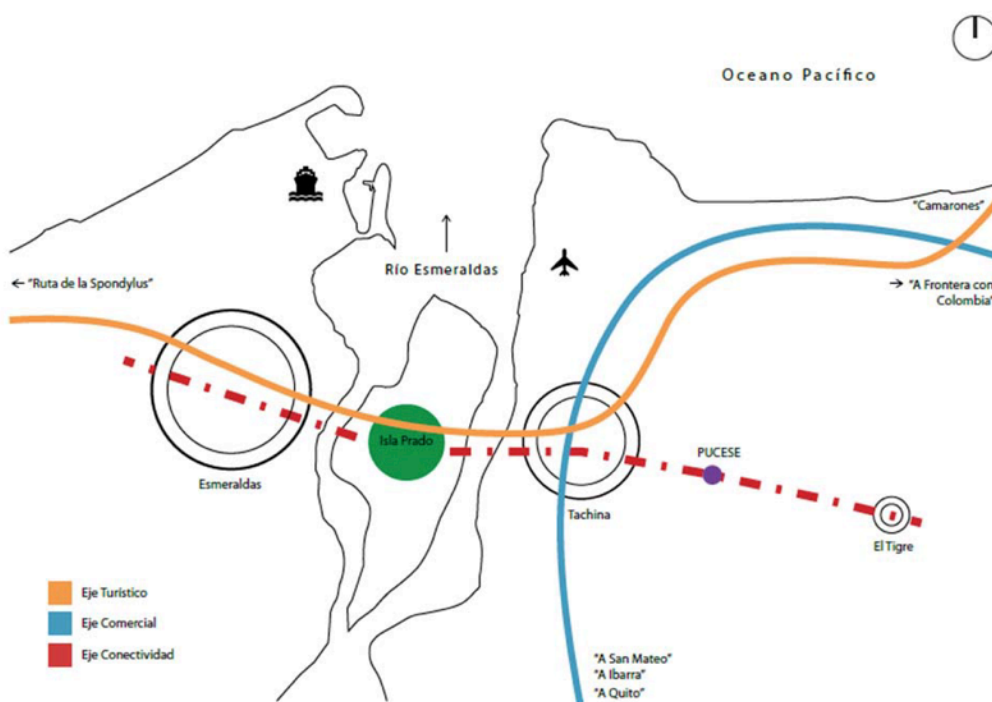 Oceano Pacífico
"Camarones"
Río Esmeraldas
← "Ruta de la Spondylus"
→ "A Frontera con
Colombia"
Isla Prado
PUCESE
Esmeraldas
Tachina
El Tigre
Eje Turístico
Eje Comercial
Eje Conectividad
"A San Mateo"
"A Ibarra"
"A Quito"